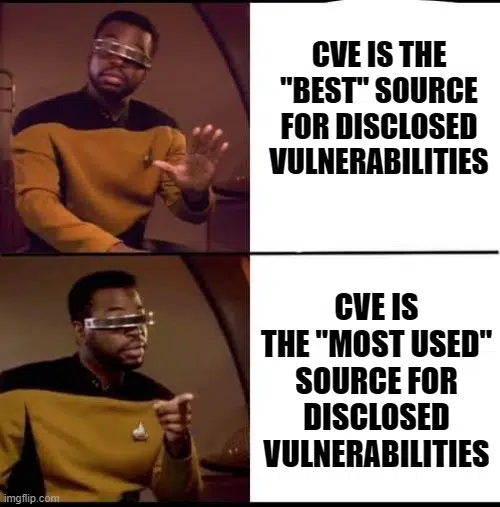 CVE IS THE
"BEST" SOURCE
FOR DISCLOSED
VULNERABILITIES
CVE IS
THE "MOST USED"
SOURCE FOR
DISCLOSED
VULNERABILITIES
imgflip.com